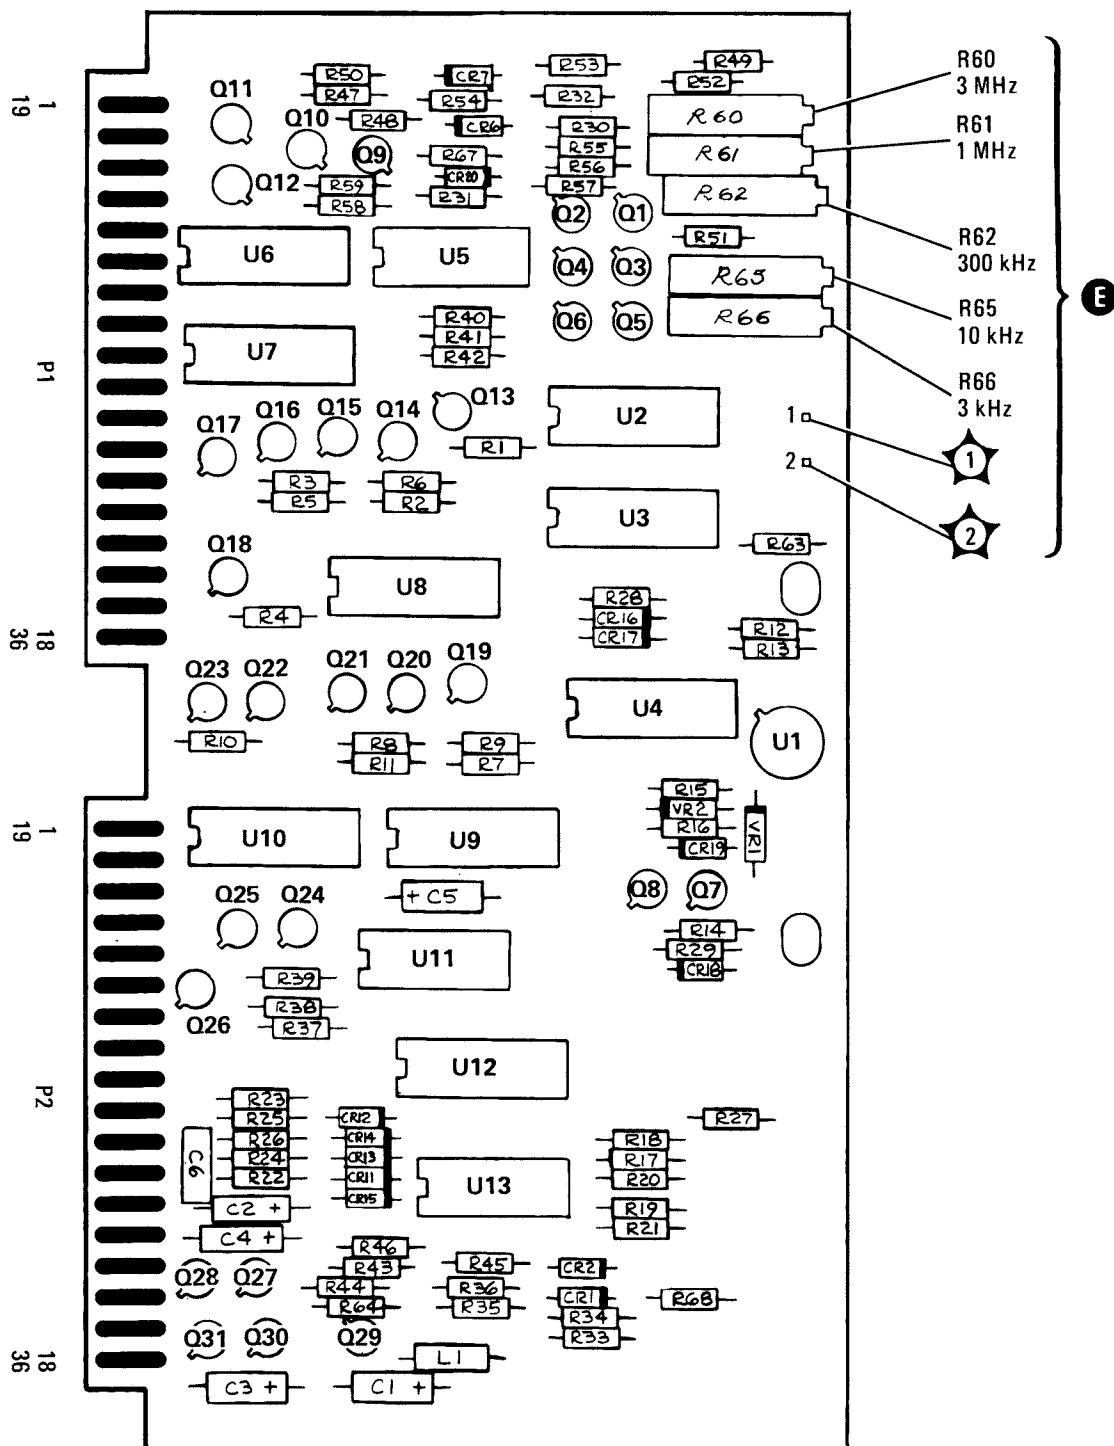 R49
R53
R50
CR7
R52
R60
3 MHz
Q11
R47
R54
R32
R60
1
19
Q10
R48
CR6
R30
R61
1 MHz
Q9
R67
R55
R61
Q12
R59
CR80
R56
R58
R31
R57
R62
Q2
Q1
U6
U5
R51
R62
300 kHz
Q4
Q3
R65
E
R65
10 kHz
R40
Q6
Q5
R66
R41
U7
R42
P1
R66
3 kHz
Q17
Q16
Q15
Q14
Q13
U2
1
1
R1
2
R3
R6
R5
R2
U3
2
R63
Q18
U8
R28
R4
CR16
R12
18
36
CR17
R13
Q23
Q22
Q21
Q20
Q19
U4
U1
R10
R8
R9
R11
R7
R15
VR2
1
19
U10
U9
R16
VR1
CR19
Q25
Q24
+ C5
Q8
Q7
R14
U11
R29
R39
CR18
Q26
R38
R37
U12
P2
R23
R25
CR12
R27
R26
CR14
R18
C6
R24
CR13
R17
R22
CR11
U13
R20
C2 +
CR15
R19
C4 +
R46
R21
R43
R45
CR2
Q28
Q27
R44
R36
CR1
R68
R64
R35
R34
Q31
Q30
Q29
R33
18
36
L1
C3 +
C1 +